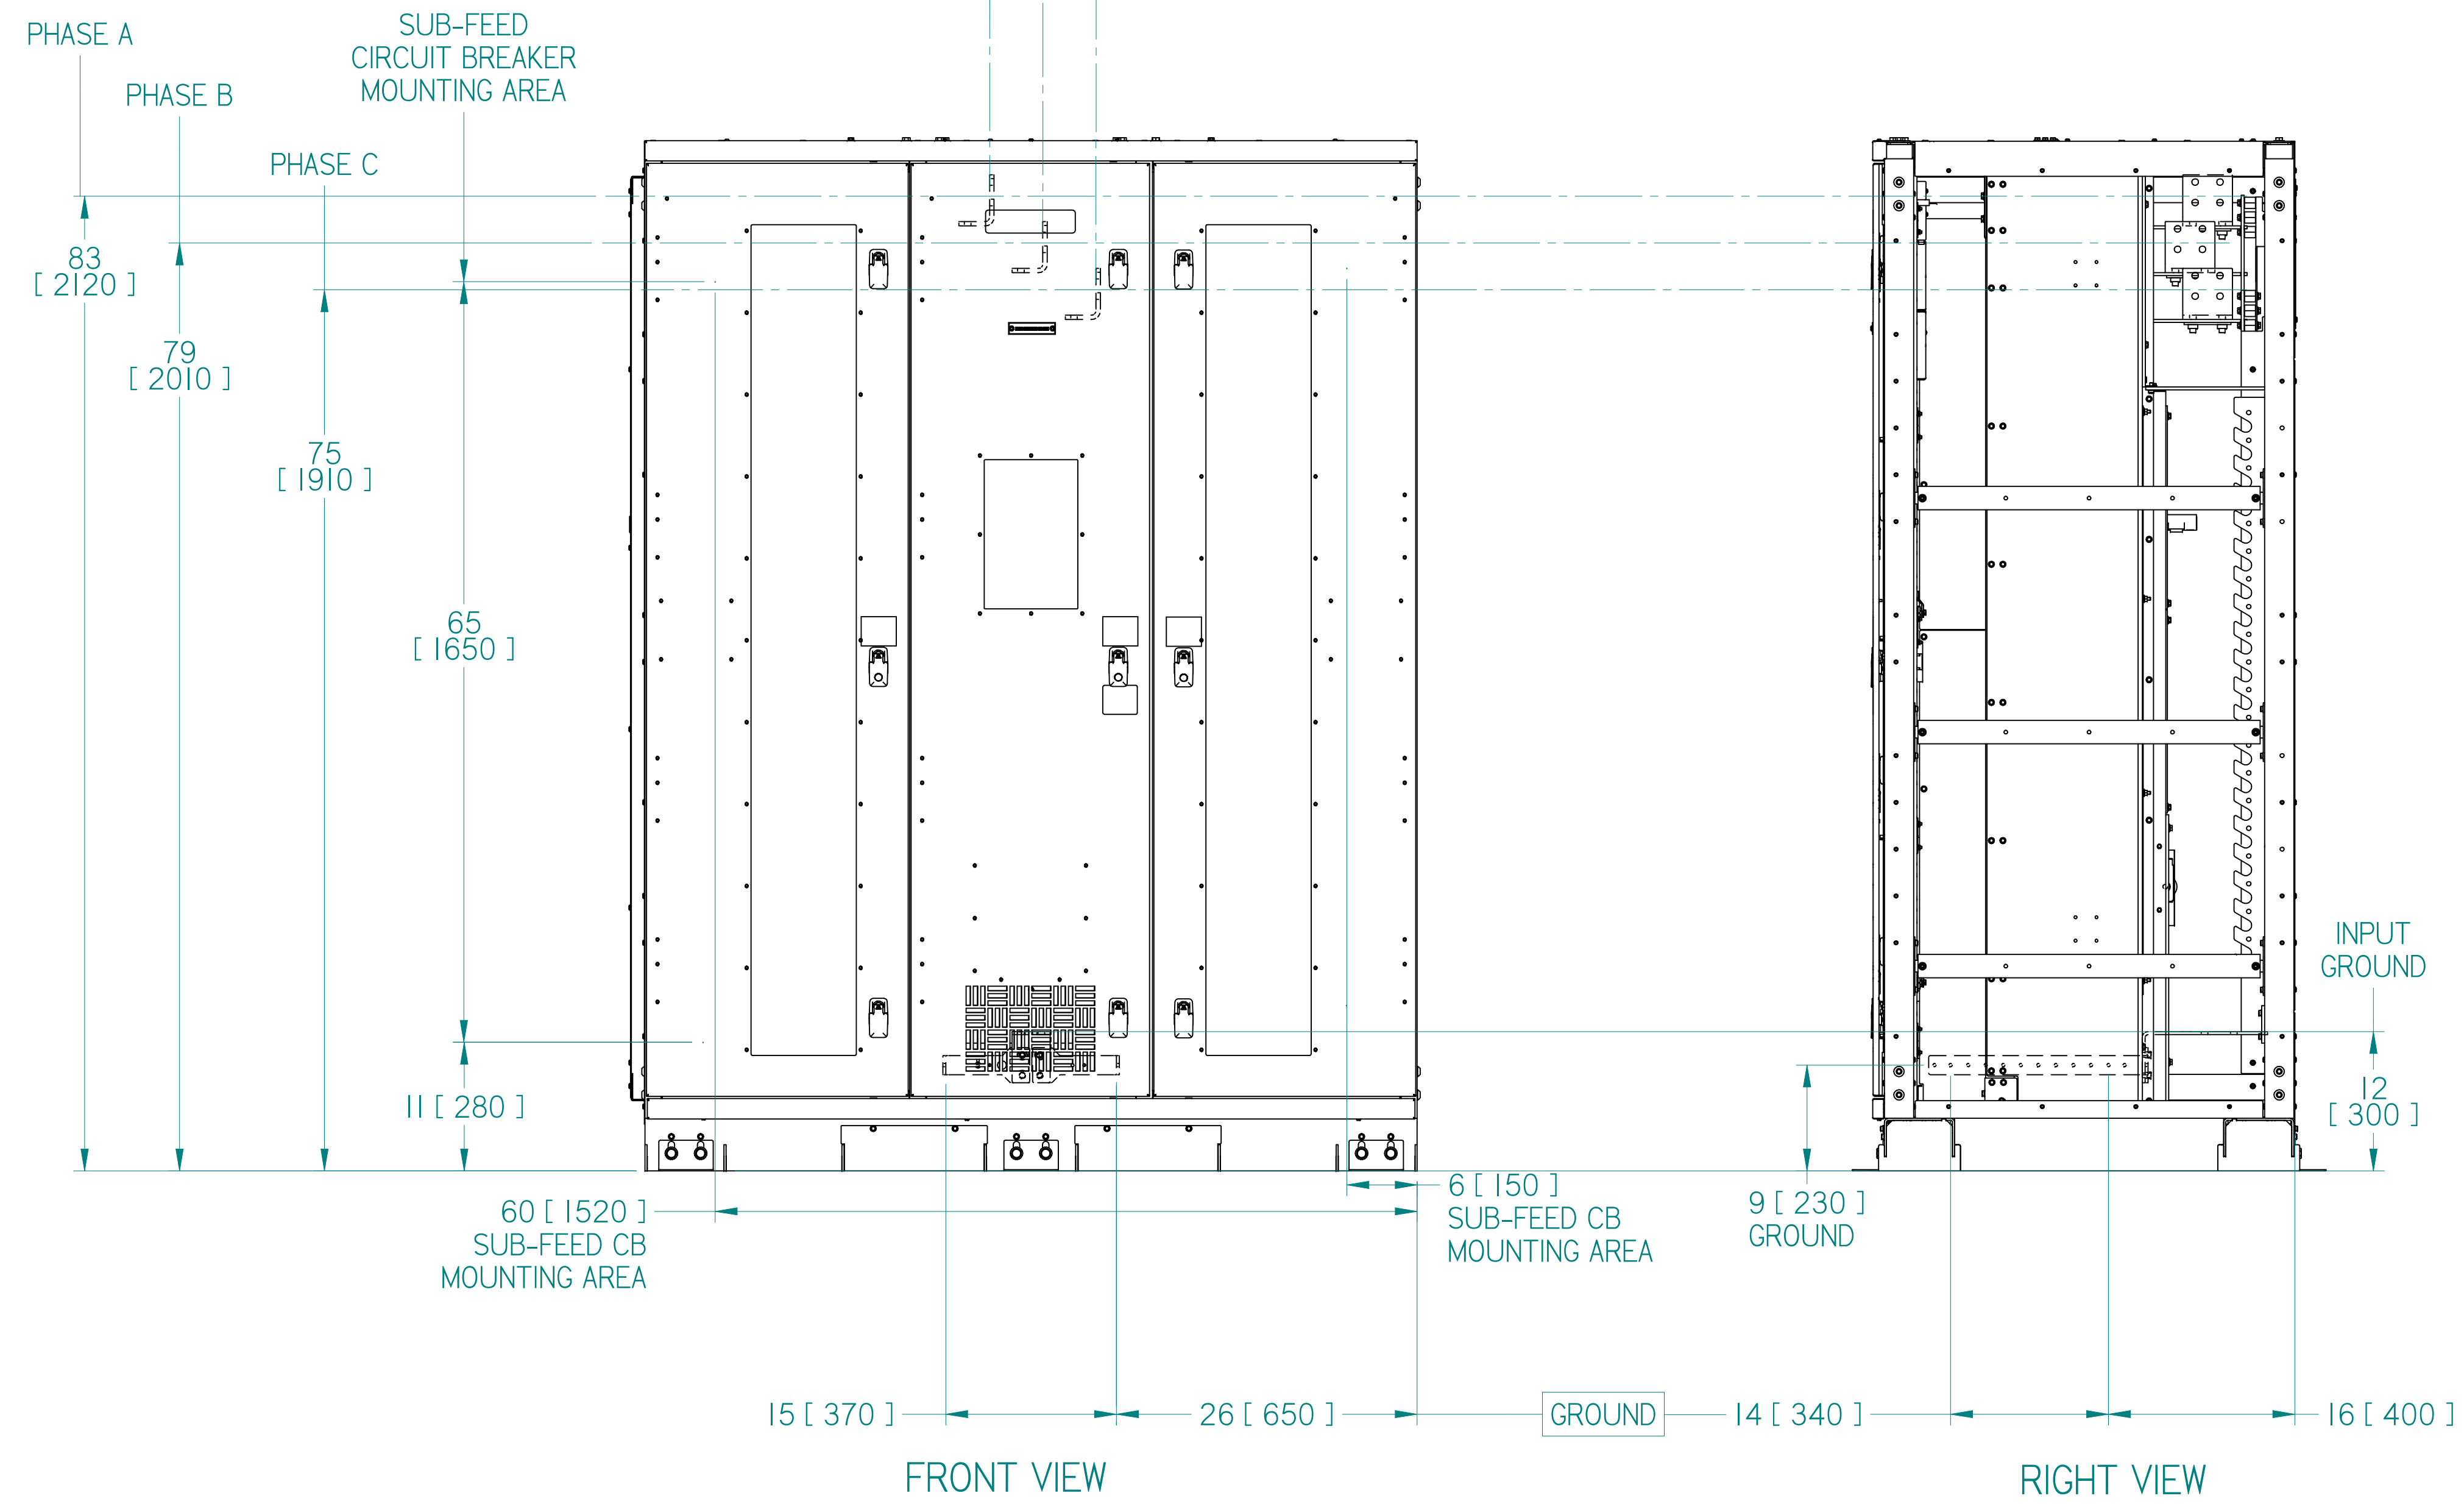 PHASE A
SUB-FEED
CIRCUIT BREAKER
MOUNTING AREA
PHASE B
PHASE C
83
[ 2120 ]
79
[ 2010 ]
75
[ 1910 ]
65
[ 1650 ]
INPUT
GROUND
11 [ 280 ]
12
[ 300 ]
60 [ 1520 ]
SUB-FEED CB
MOUNTING AREA
6 [ 150 ]
SUB-FEED CB
MOUNTING AREA
9 [ 230 ]
GROUND
15 [ 370 ]
26 [ 650 ]
GROUND
14 [ 340 ]
16 [ 400 ]
FRONT VIEW
RIGHT VIEW